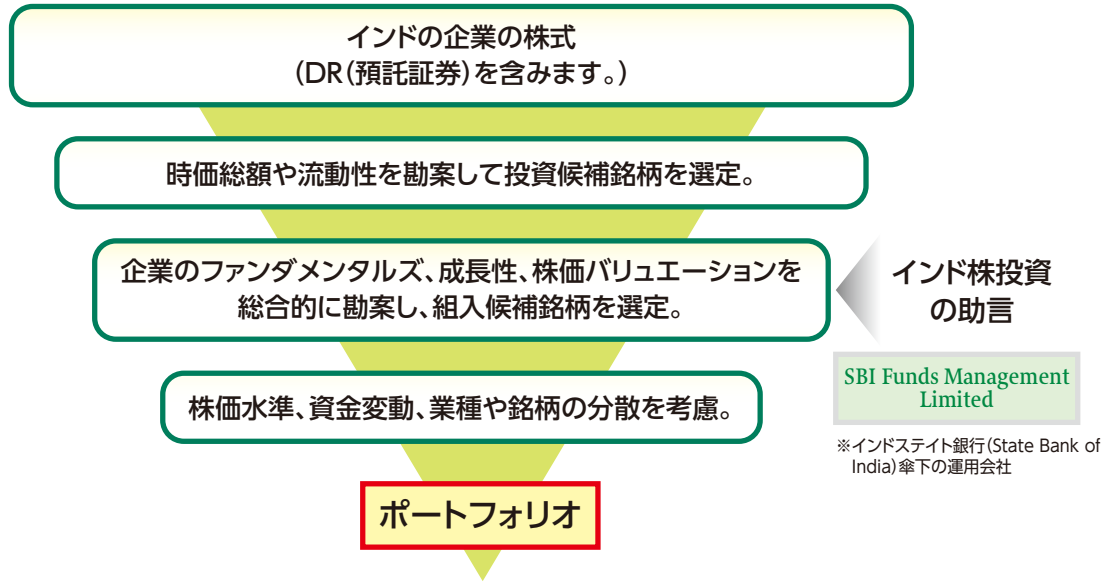 インドの企業の株式
（DR（預託証券）を含みます。）
時価総額や流動性を勘案して投資候補銘柄を選定。
企業のファンダメンタルズ、成長性、株価バリュエーションを
総合的に勘案し、組入候補銘柄を選定。
インド株投資
の助言
SBI Funds Management
Limited
※インドステイト銀行（State Bank of
India）傘下の運用会社
株価水準、資金変動、業種や銘柄の分散を考慮。
ポートフォリオ